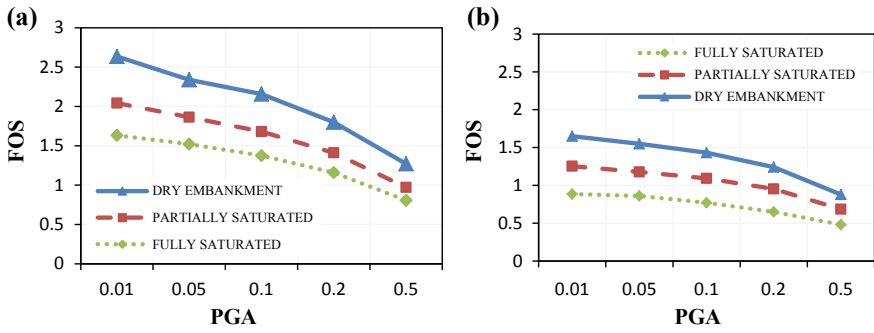 (a)
3
2.5
2
1.5
1
0.5
0
FOS
DRY EMBANKMENT
PARTIALLY SATURATED
FULLY SATURATED
0.01 0.05 0.1 0.2 0.5
PGA
(b)
3
2.5
2
1.5
1
0.5
0
FOS
FULLY SATURATED
PARTIALLY SATURATED
DRY EMBANKMENT
0.01 0.05 0.1 0.2 0.5
PGA